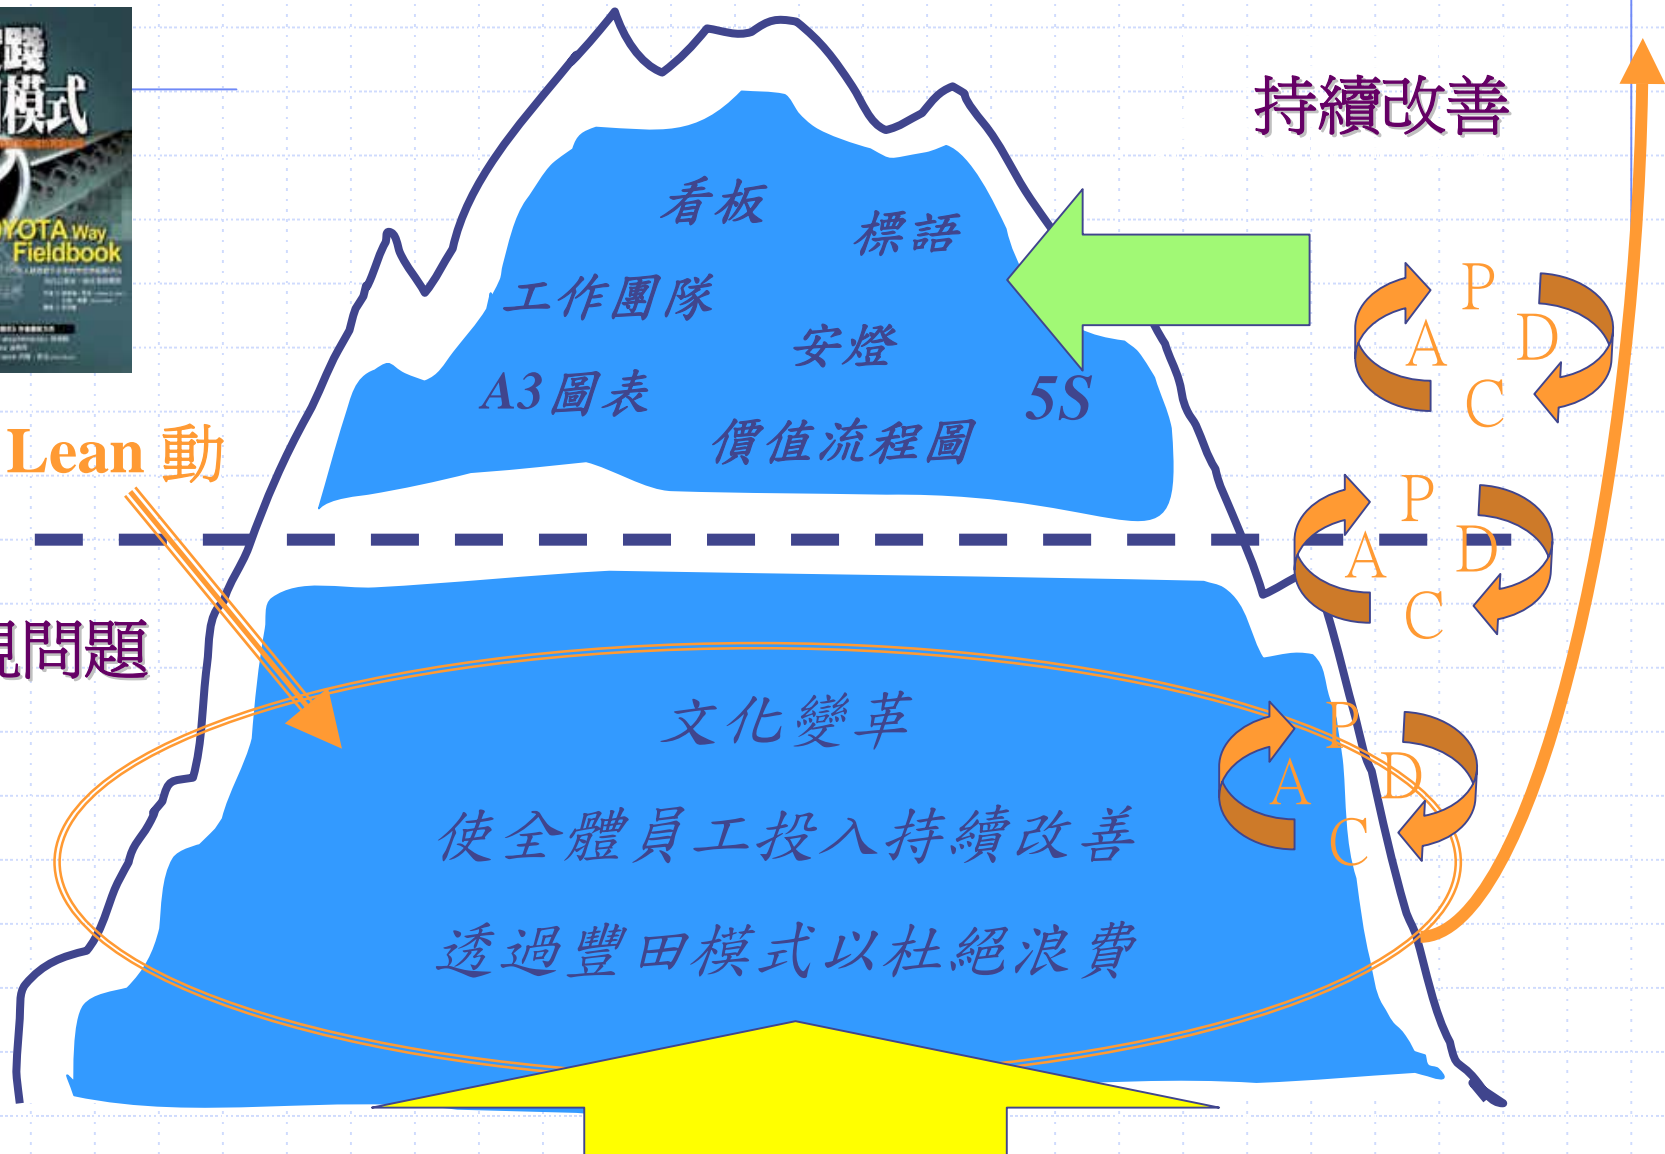 踐
模式
TOYOTA Way
Fieldbook
持續改善
看板
標語
工作團隊
安燈
A3圖表
5S
價值流程圖
Lean 動
問題
文化變革
使全體員工投入持續改善
透過豐田模式以杜絕浪費
P
D
A
C
P
D
A
C
P
D
A
C